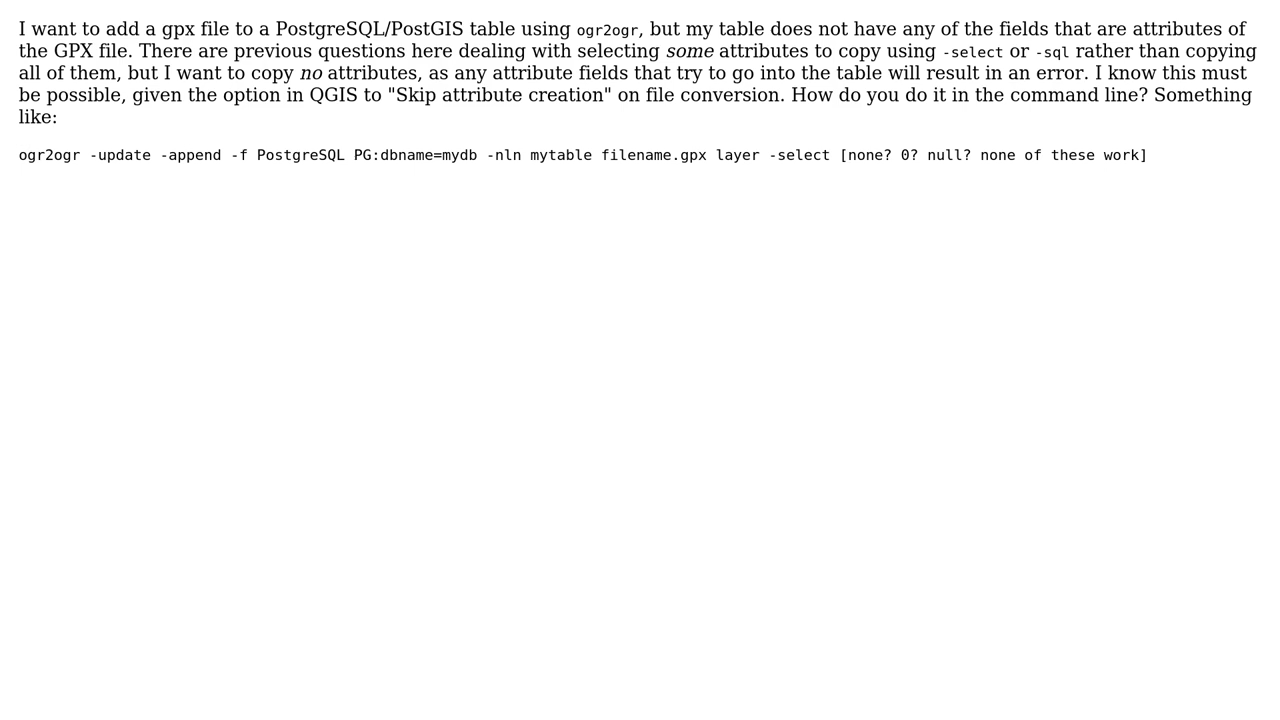 I want to add a gpx file to a PostgreSQL/PostGIS table using ogr2ogr, but my table does not have any of the fields that are attributes of
the GPX file. There are previous questions here dealing with selecting some attributes to copy using -select or -sql rather than copying
all of them, but I want to copy no attributes, as any attribute fields that try to go into the table will result in an error. I know this must
be possible, given the option in QGIS to "Skip attribute creation" on file conversion. How do you do it in the command line? Something
like:
ogr2ogr -update -append -f PostgreSQL PG:dbname=mydb -nln mytable filename.gpx layer -select [none? 0? null? none of these work]